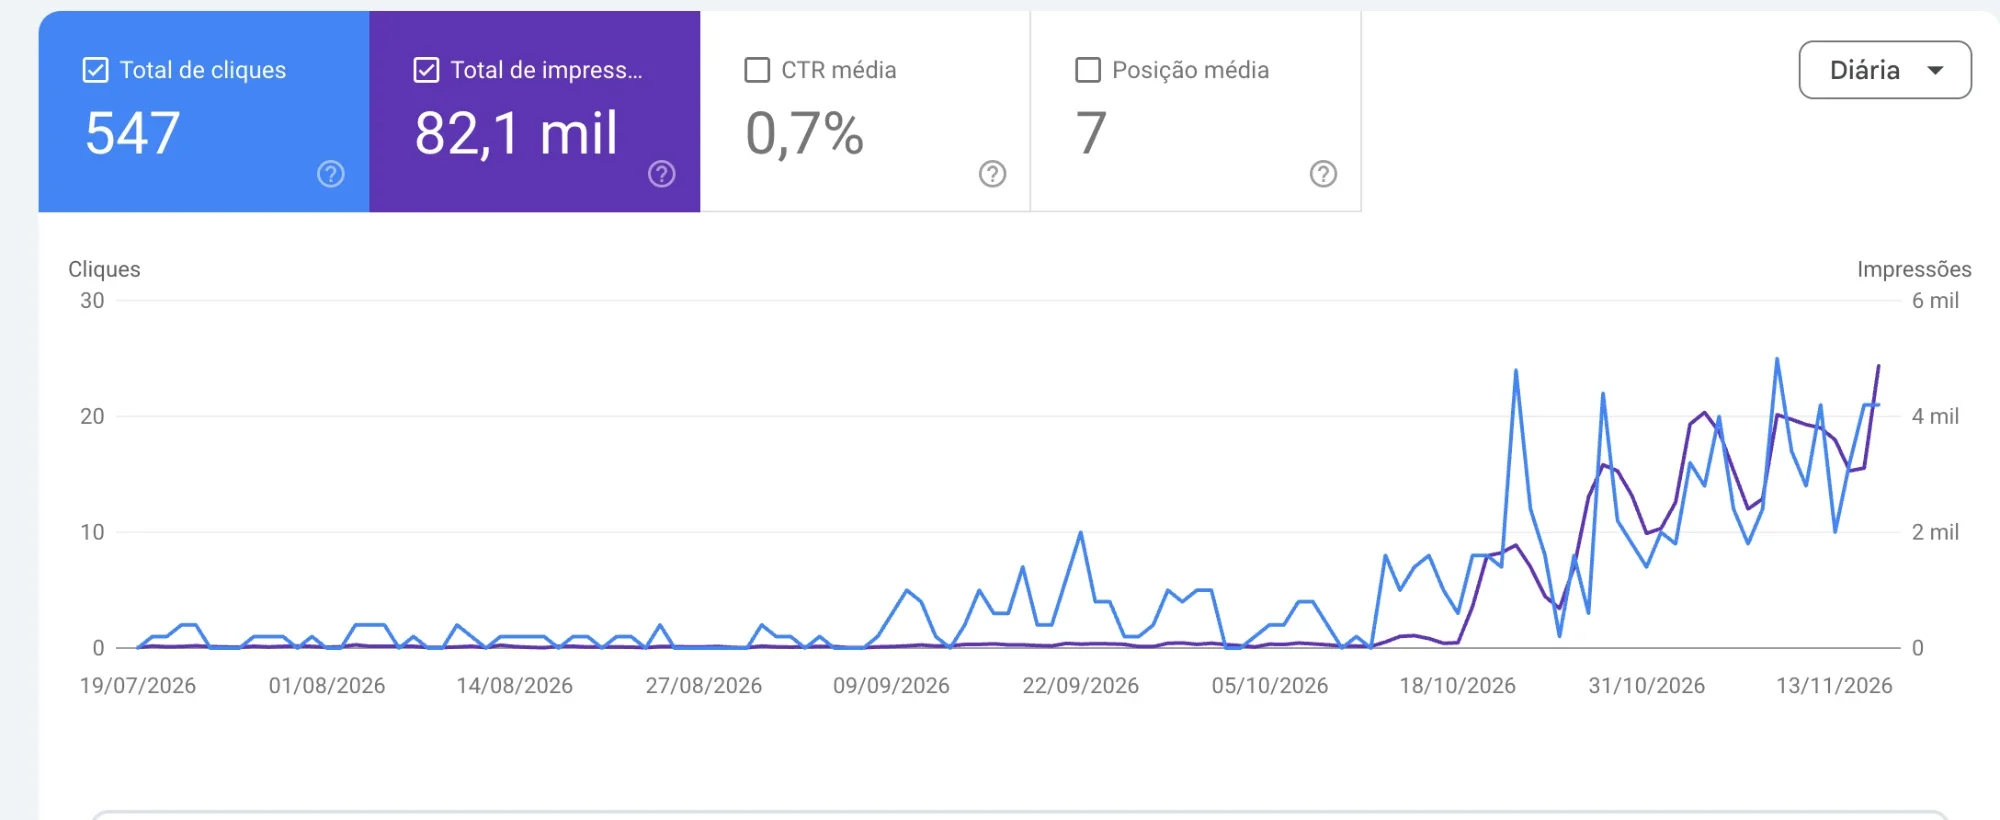 Total de cliques
547
Total de impress...
82,1 mil
CTR média
0,7%
Posição média
7
Diária
Cliques
Impressões
30
20
10
0
6 mil
4 mil
2 mil
0
19/07/2026
01/08/2026
14/08/2026
27/08/2026
09/09/2026
22/09/2026
05/10/2026
18/10/2026
31/10/2026
13/11/2026